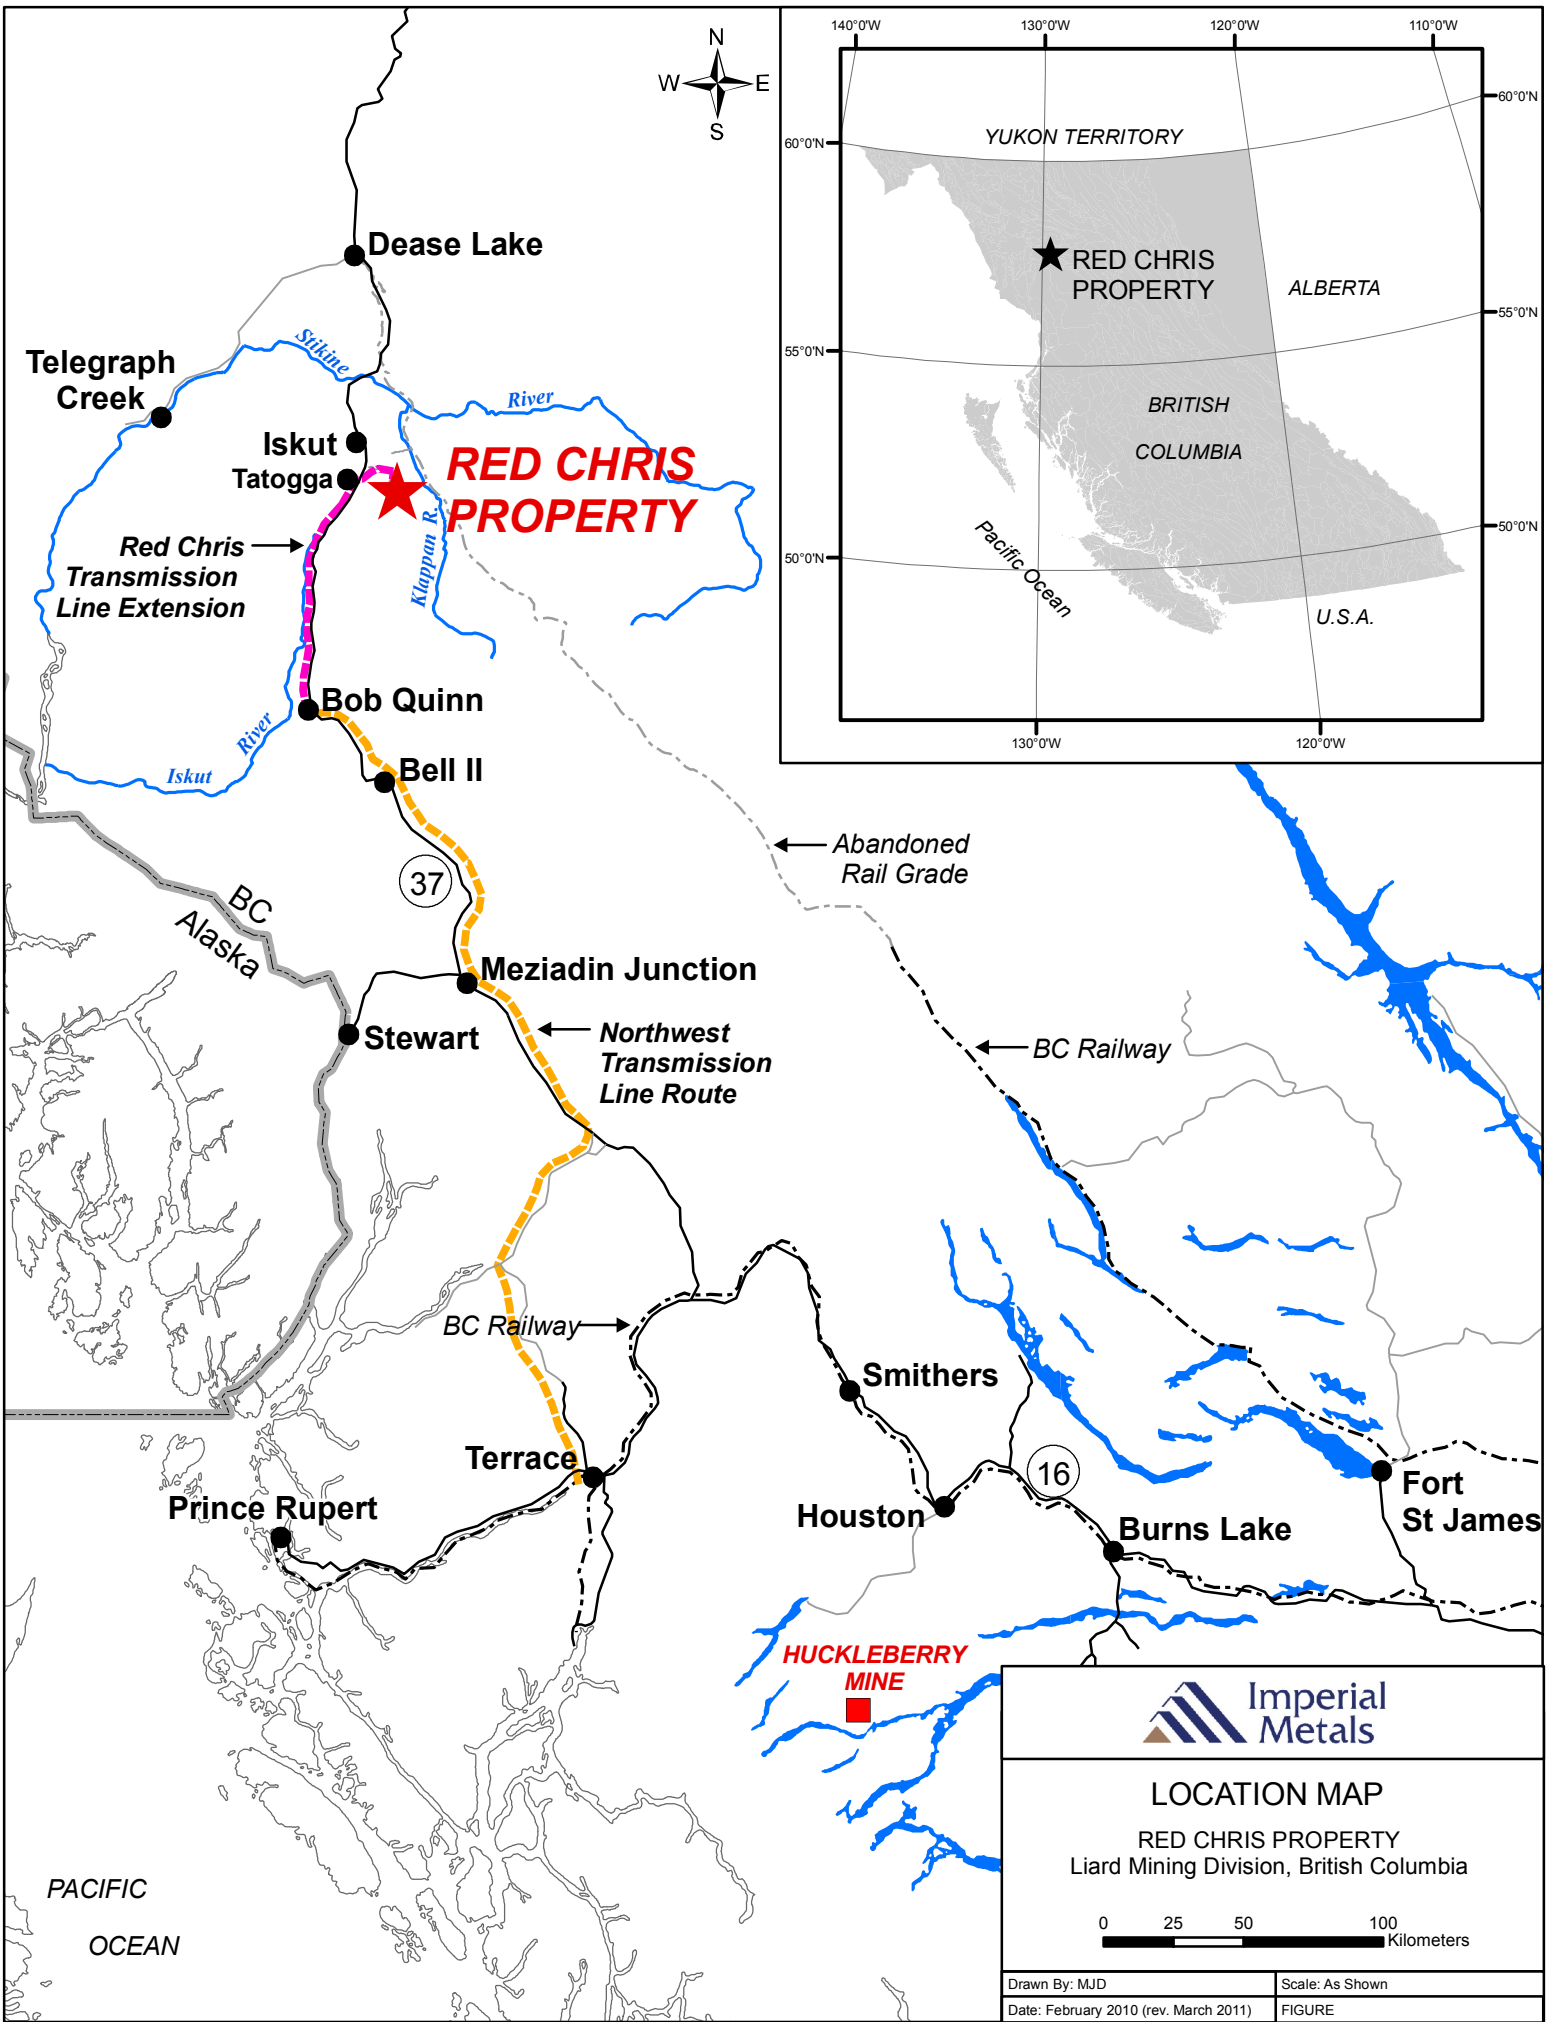 N
W
E
S
140°0'W
130°0'W
120°0'W
110°0'W
60°0'N
60°0'N
YUKON TERRITORY
RED CHRIS
PROPERTY
ALBERTA
55°0'N
55°0'N
BRITISH
COLUMBIA
50°0'N
50°0'N
Pacific Ocean
U.S.A.
130°0'W
120°0'W
Dease Lake
Stikine
River
Telegraph
Creek
Iskut
Tatogga
RED CHRIS
PROPERTY
Klappan R.
Red Chris
Transmission
Line Extension
Bob Quinn
River
Iskut
Bell II
37
Abandoned
Rail Grade
BC
Alaska
Meziadin Junction
Stewart
Northwest
Transmission
Line Route
BC Railway
BC Railway
Smithers
Terrace
16
Fort
St James
Prince Rupert
Houston
Burns Lake
HUCKLEBERRY
MINE
PACIFIC
OCEAN
Imperial
Metals
LOCATION MAP
RED CHRIS PROPERTY
Liard Mining Division, British Columbia
0 25 50 100
Kilometers
Drawn By: MJD
Scale: As Shown
Date: February 2010 (rev. March 2011)
FIGURE